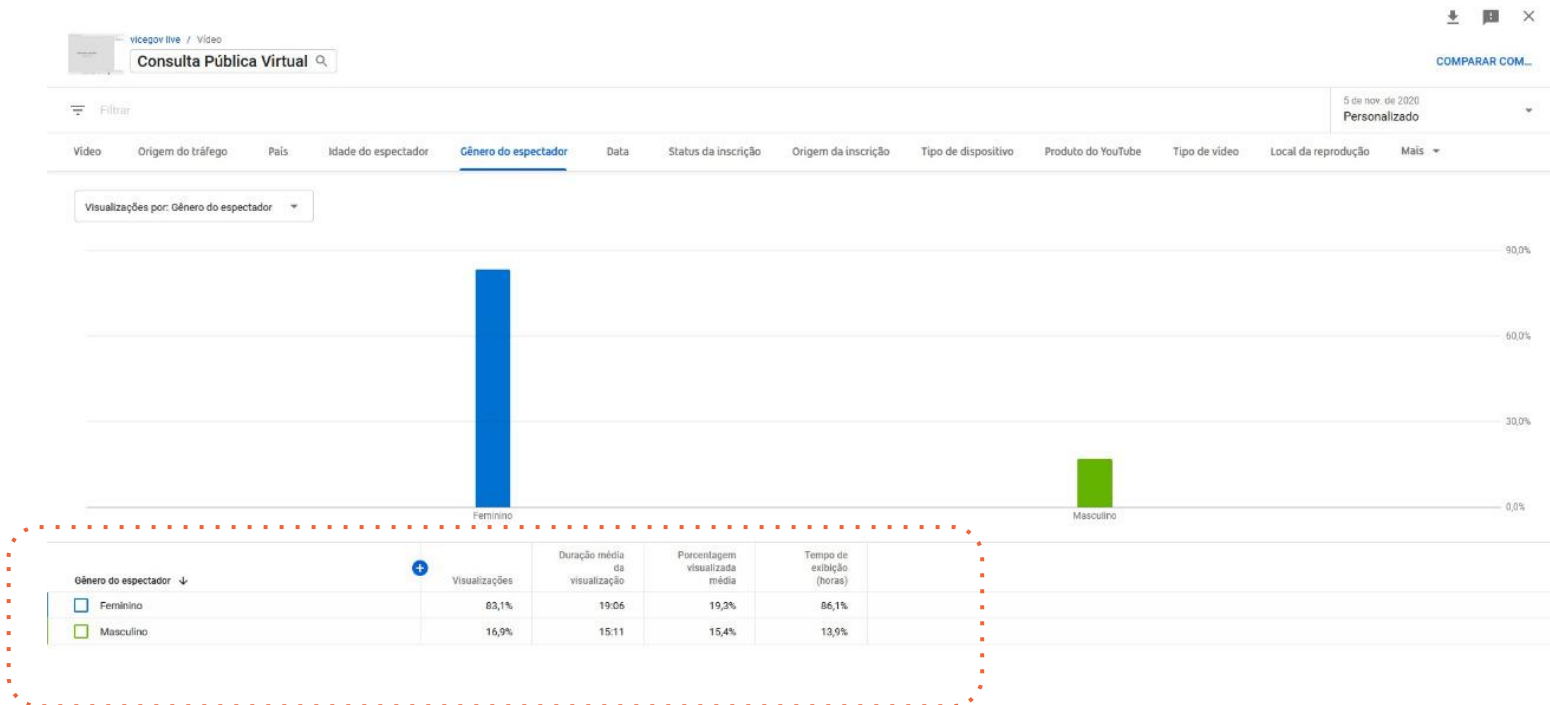 vicegov live / Vídeo
Consulta Pública Virtual
COMPARAR COM...
Filtrar
5 de nov. de 2020
Personalizado
Vídeo Origem do tráfego País Idade do espectador Gênero do espectador Data Status da inscrição Origem da inscrição Tipo de dispositivo Produto do YouTube Tipo de vídeo Local da reprodução Mais
Visualizações por: Gênero do espectador
90,0%
60,0%
30,0%
0,0%
Feminino Masculino
Gênero do espectador Visualizações Duração média da visualização Porcentagem visualizada média Tempo de exibição (horas)
Feminino 83,1% 19:06 19,3% 86,1%
Masculino 16,9% 15:11 15,4% 13,9%